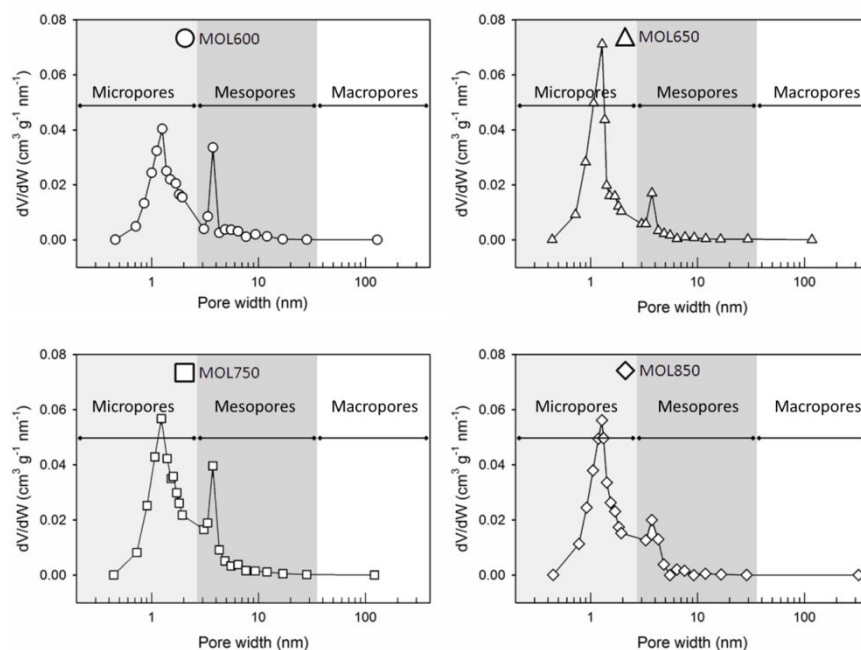 MOL600
Micropores Mesopores Macropores
dV/dW (cm³ g⁻¹ nm⁻¹)
0.08
0.06
0.04
0.02
0.00
1 10 100
Pore width (nm)
MOL650
Micropores Mesopores Macropores
dV/dW (cm³ g⁻¹ nm⁻¹)
0.08
0.06
0.04
0.02
0.00
1 10 100
Pore width (nm)
MOL750
Micropores Mesopores Macropores
dV/dW (cm³ g⁻¹ nm⁻¹)
0.08
0.06
0.04
0.02
0.00
1 10 100
Pore width (nm)
MOL850
Micropores Mesopores Macropores
dV/dW (cm³ g⁻¹ nm⁻¹)
0.08
0.06
0.04
0.02
0.00
1 10 100
Pore width (nm)